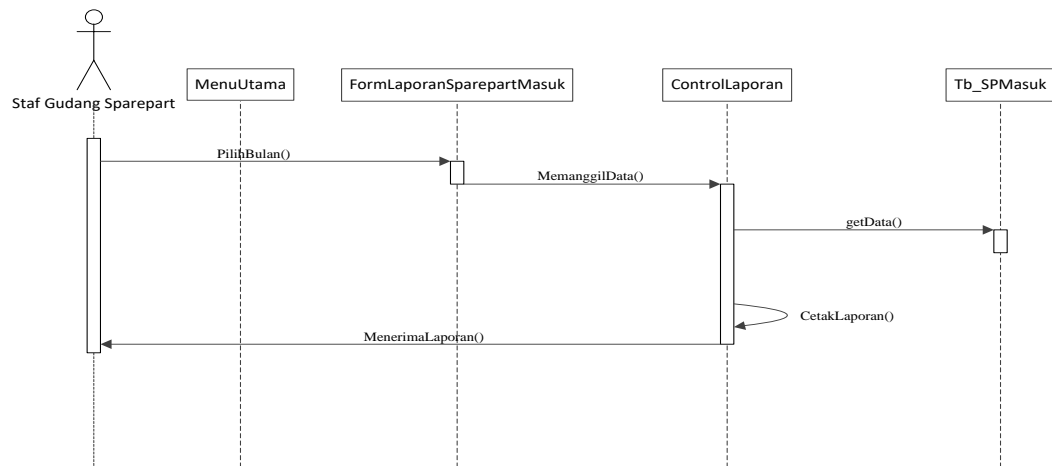 Staf Gudang Sparepart
MenuUtama
FormLaporanSparepartMasuk
ControlLaporan
Tb_SPMasuk
PilihBulan()
MemanggilData()
getData()
CetakLaporan()
MenerimaLaporan()